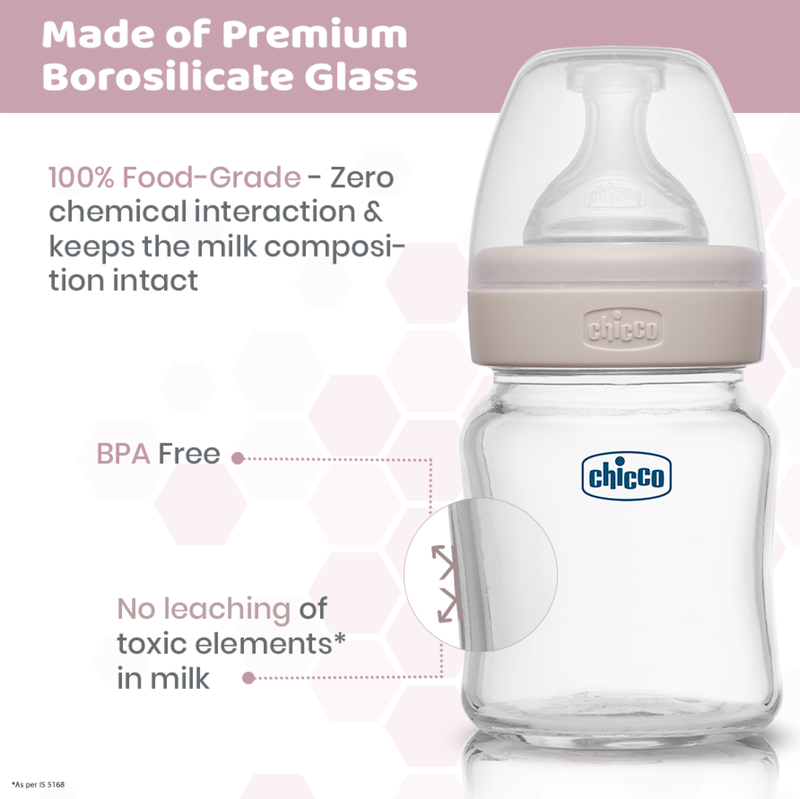 Made of Premium
Borosilicate Glass
100% Food-Grade - Zero
chemical interaction &
keeps the milk composi-
tion intact
chicco
chicco
chicco
BPA Free
No leaching of
toxic elements*
in milk
*As per IS 5168